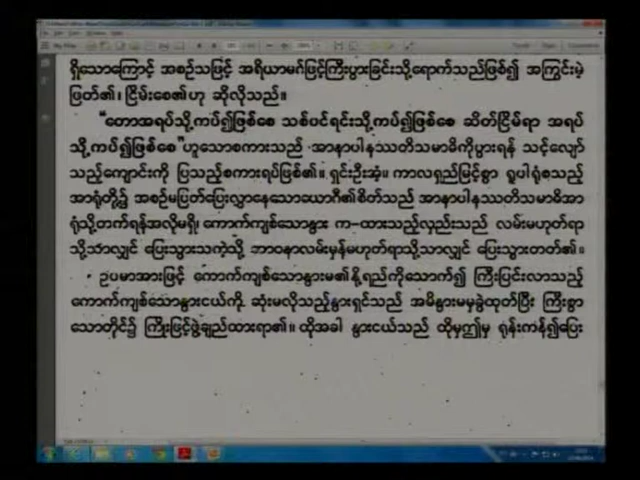 ရှိသောကြောင့် အစဉ်သဖြင့် အရိယာမဂ်ဖြင့်ကြီးပွားခြင်းသို့ရောက်သည်ဖြစ်၍ အကြွင်းမဲ့
ဖြတ်၏၊ ငြိမ်းစေ၏ဟု ဆိုလိုသည်။
“တောအရပ်သို့ကပ်၍ဖြစ်စေ သစ်ပင်ရင်းသို့ကပ်၍ဖြစ်စေ ဆိတ်ငြိမ်ရာ အရပ်
သို့ကပ်၍ဖြစ်စေ”ဟူသောစကားသည် အာနာပါနဿတိသမာဓိကိုပွားရန် သင့်လျော်
သည့်ကျောင်းကို ပြသည့်စကားရပ်ဖြစ်၏။ ရှင်းဦးအံ့။ ကာလရှည်မြင့်စွာ ရူပါရုံစသည့်
အာရုံတို့၌ အစဉ်မပြတ်ပြေးလွှာနေသောယောဂီ၏စိတ်သည် အာနာပါနဿတိသမာဓိအာ
ရုံသို့တက်ရန်အလိုမရှိ၊ ကောက်ကျစ်သောနွား က-ထားသည့်လှည်းသည် လမ်းမဟုတ်ရာ
သို့သာလျှင် ပြေးသွားသကဲ့သို့ ဘာဝနာလမ်းမှန်မဟုတ်ရာသို့သာလျှင် ပြေးသွားတတ်၏။
ဥပမာအားဖြင့် ကောက်ကျစ်သောနွားမ၏နို့ရည်ကိုသောက်၍ ကြီးပြင်းလာသည့်
ကောက်ကျစ်သောနွားငယ်ကို ဆုံးမလိုသည့်နွားရှင်သည် အမိနွားမမှခွဲထုတ်ပြီး ကြီးစွာ
သောတိုင်၌ ကြိုးဖြင့်ဖွဲ့ချည်ထားရာ၏။ ထိုအခါ နွားငယ်သည် ထိုမှဤမှ ရုန်းကန်၍ပြေး